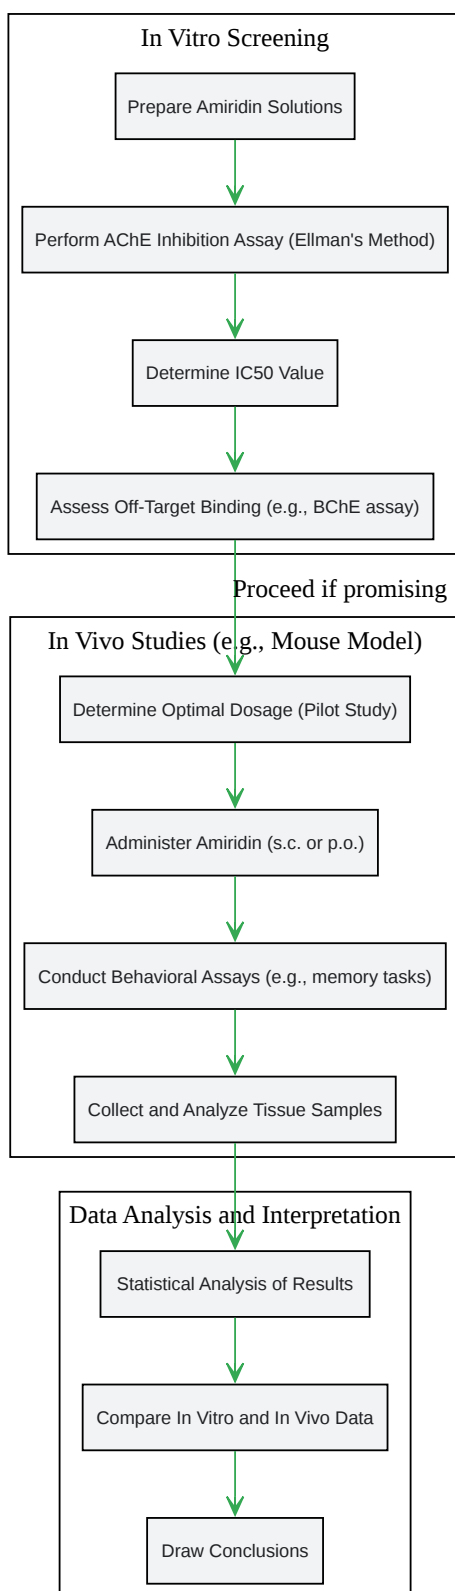 In Vitro Screening
Prepare Amiridin Solutions
Perform AChE Inhibition Assay (Ellman's Method)
Determine IC50 Value
Assess Off-Target Binding (e.g., BChE assay)
Proceed if promising
In Vivo Studies (e.g., Mouse Model)
Determine Optimal Dosage (Pilot Study)
Administer Amiridin (s.c. or p.o.)
Conduct Behavioral Assays (e.g., memory tasks)
Collect and Analyze Tissue Samples
Data Analysis and Interpretation
Statistical Analysis of Results
Compare In Vitro and In Vivo Data
Draw Conclusions